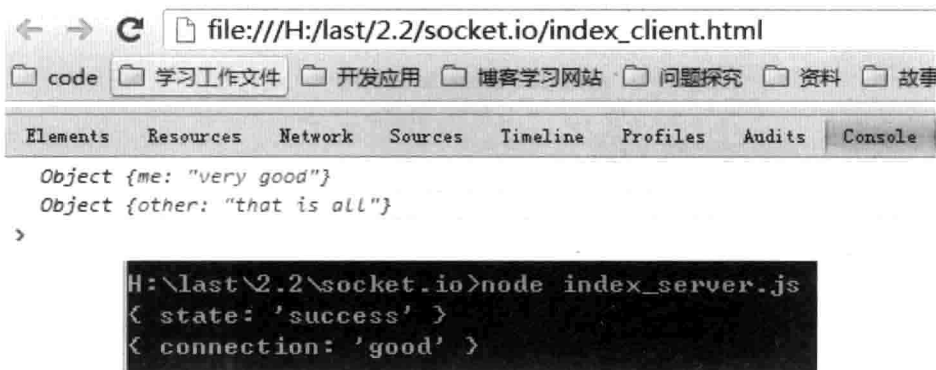 file:///H:/last/2.2/socket.io/index_client.html
code 学习工作文件 开发应用 博客学习网站 问题探究 资料 故事
Elements Resources Network Sources Timeline Profiles Audits Console
Object {me: "very good"}
Object {other: "that is all"}
>
H:\last\2.2\socket.io>node index_server.js
{ state: 'success' }
{ connection: 'good' }